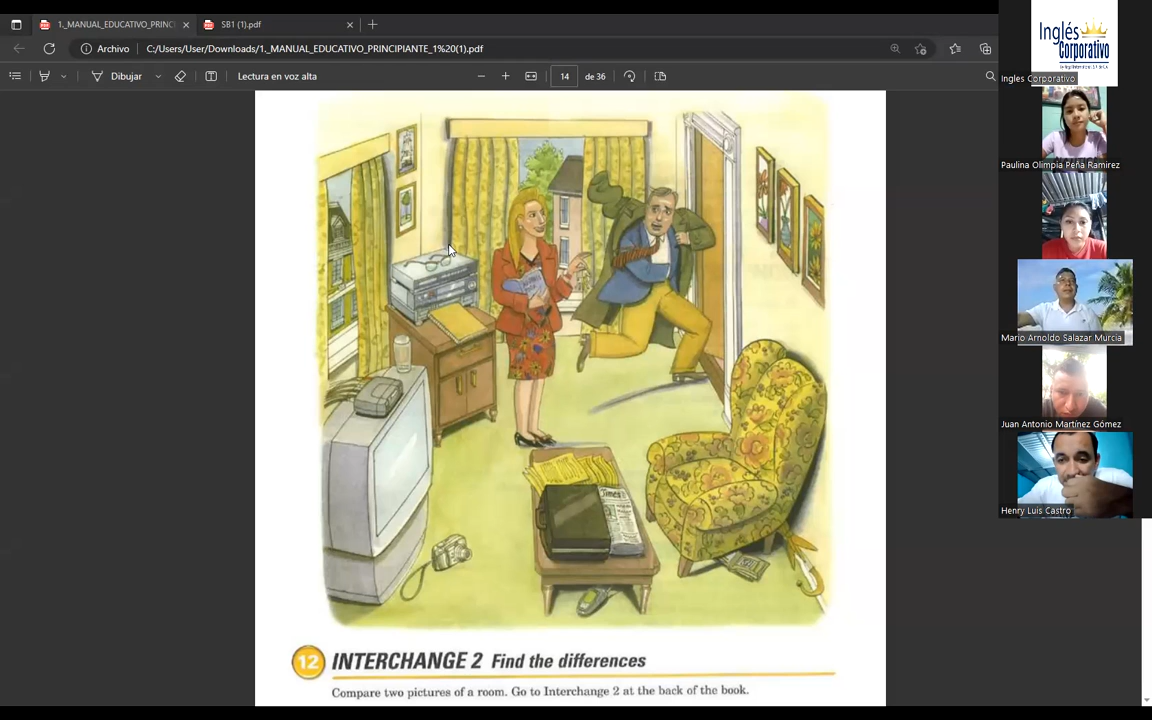 1._MANUAL_EDUCATIVO_PRINC
SB1 (1).pdf
Archivo
C:/Users/User/Downloads/1._MANUAL_EDUCATIVO_PRINCIPIANTE_1%20(1).pdf
Dibujar
Lectura en voz alta
14
de 36
Times
12 INTERCHANGE 2 Find the differences
Compare two pictures of a room. Go to Interchange 2 at the back of the book.
Inglés
Corporativo
Ingles Corporativo
Paulina Olimpia Peña Ramirez
Mario Arnoldo Salazar Murcia
Juan Antonio Martínez Gómez
Henry Luis Castro